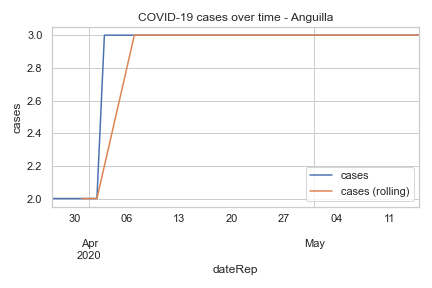 COVID-19 cases over time - Anguilla
cases
3.0
2.8
2.6
2.4
2.2
2.0
cases
cases (rolling)
30 06 13 20 27 04 11
Apr May
2020
dateRep